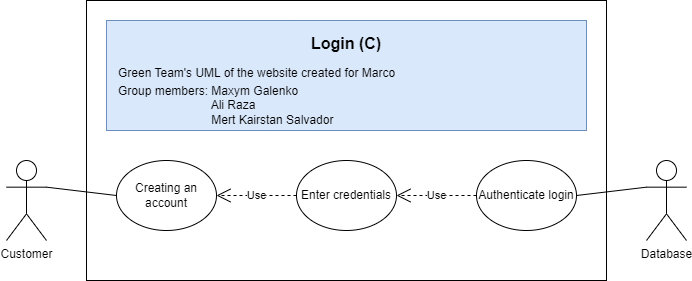 Login (C)
Green Team's UML of the website created for Marco
Group members: Maxym Galenko
Ali Raza
Mert Kairstan Salvador
Creating an
account
Use
Enter credentials
Use
Authenticate login
Customer
Database